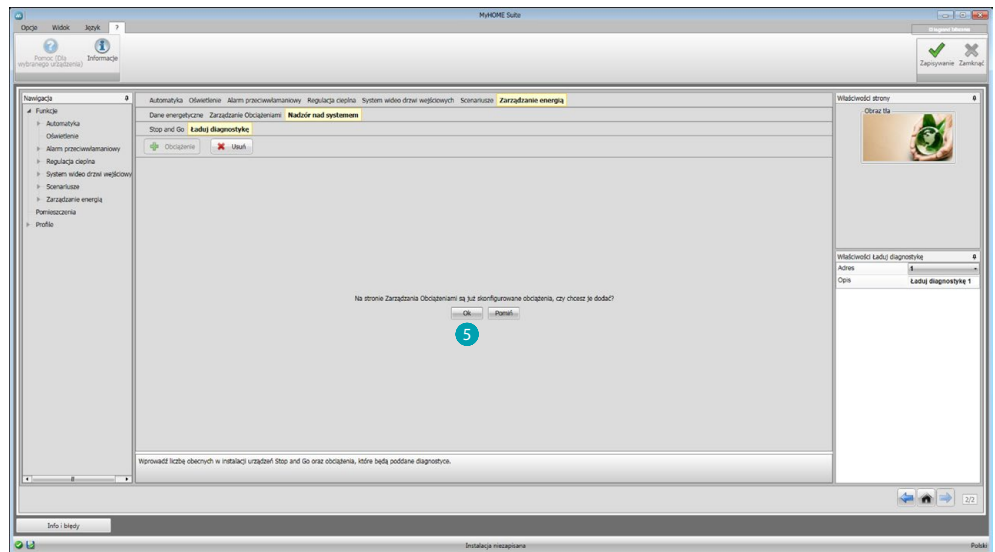 MyHOME Suite
Opcje Widok Język ?
Pomoc (Dla wybranego urządzenia)
Informacje
Zapisywanie Zamknąć
Nawigacja
Funkcje
Automatyka
Oświetlenie
Alarm przeciwwłamaniowy
Regulacja cieplna
System wideo drzwi wejściowy
Scenariusze
Zarządzanie energią
Pomieszczenia
Profile
Automatyka Oświetlenie Alarm przeciwwłamaniowy Regulacja cieplna System wideo drzwi wejściowych Scenariusze Zarządzanie energią
Dane energetyczne Zarządzanie Obciążeniami Nadzór nad systemem
Stop and Go Ładuj diagnostykę
Obciążenie Usuń
Na stronie Zarządzania Obciążeniami są już skonfigurowane obciążenia, czy chcesz je dodać?
Ok Pomiń
5
Wprowadź liczbę obecnych w instalacji urządzeń Stop and Go oraz obciążenia, które będą poddane diagnostyce.
Właściwości strony
Obraz tła
Właściwości Ładuj diagnostykę
Adres 1
Opis Ładuj diagnostykę 1
2/2
Info i błędy
Instalacja niezapisana
Polski